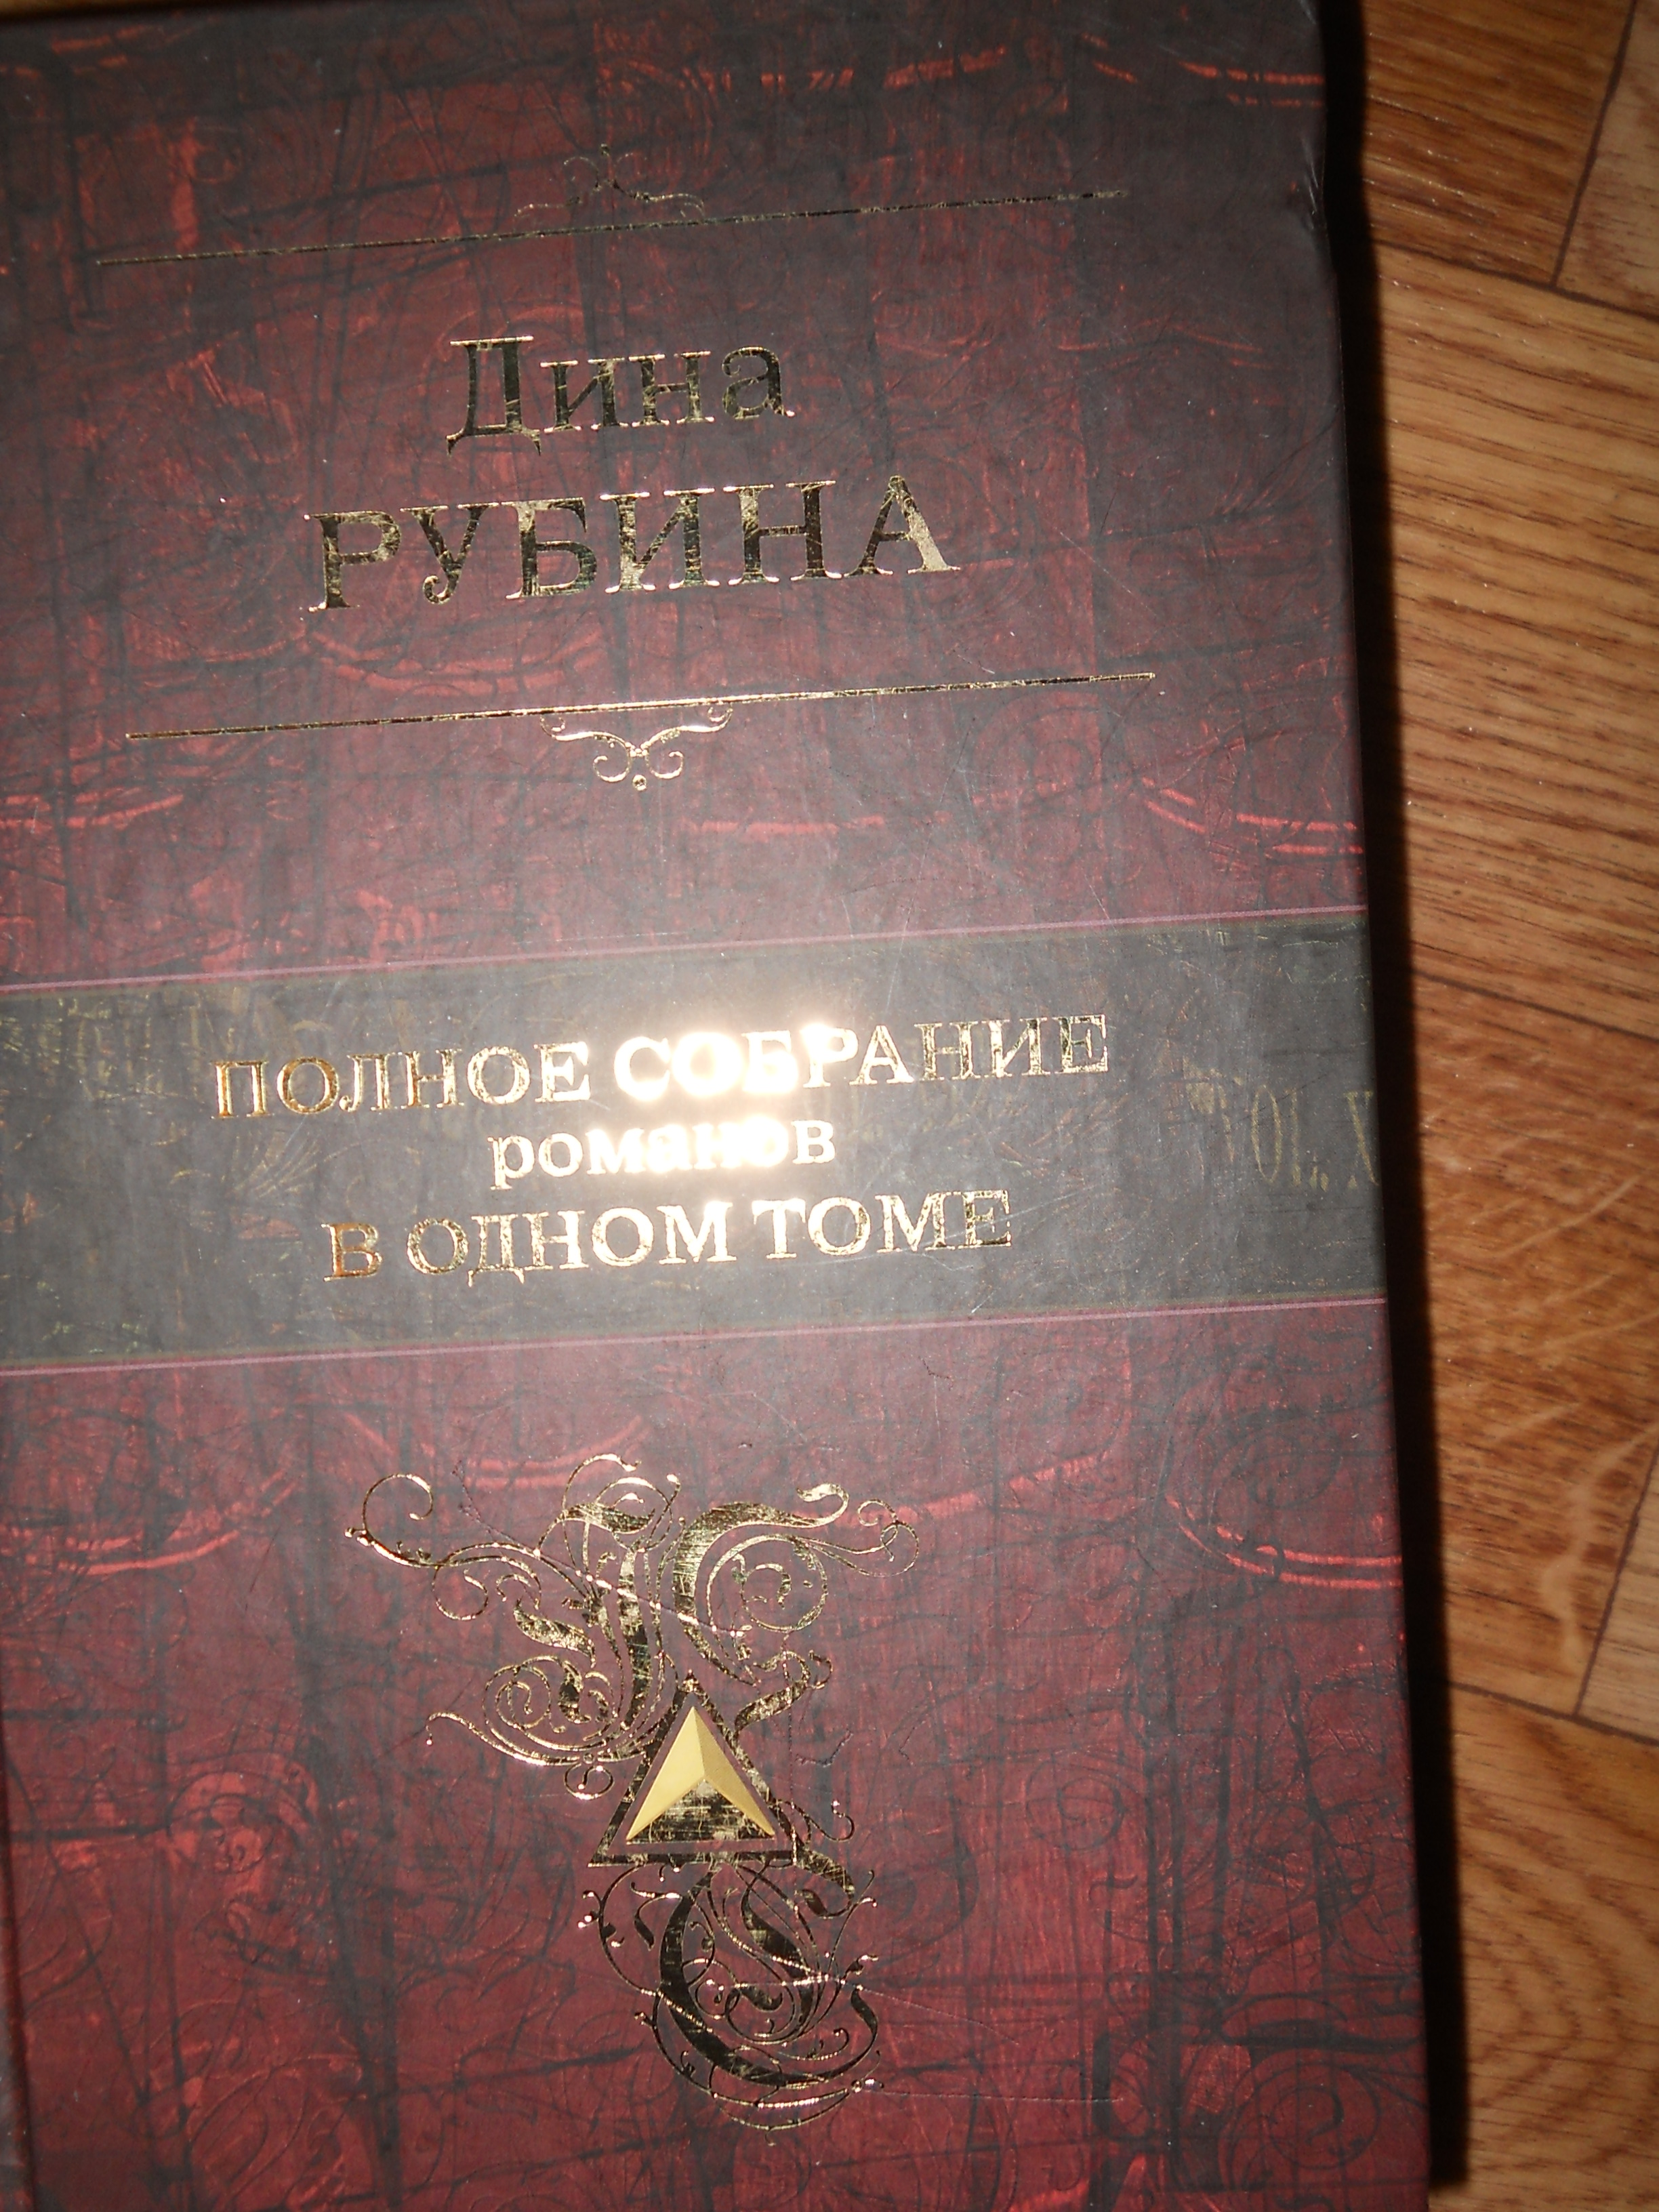 Дина
РУБИНА
ПОЛНОЕ СОБРАНИЕ
романов
В ОДНОМ ТОМЕ